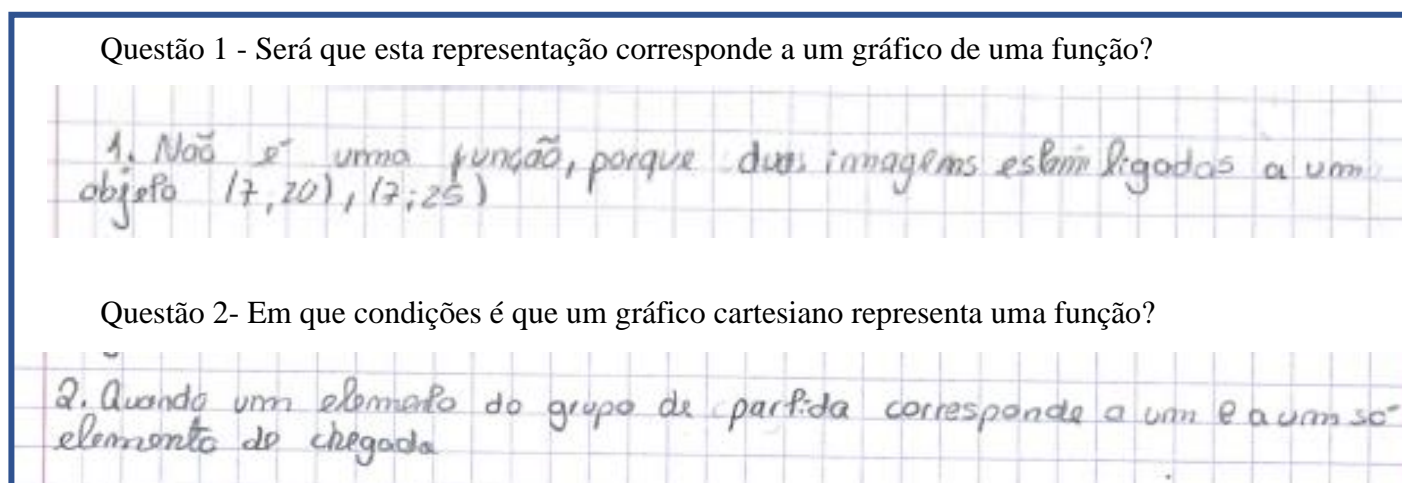 Questão 1 - Será que esta representação corresponde a um gráfico de uma função?
1. Não é uma função, porque duas imagens estam ligadas a um
objeto (7,20), (7;25)
Questão 2- Em que condições é que um gráfico cartesiano representa uma função?
2. Quando um elemento do grupo de partida corresponde a um e a um só
elemento de chegada